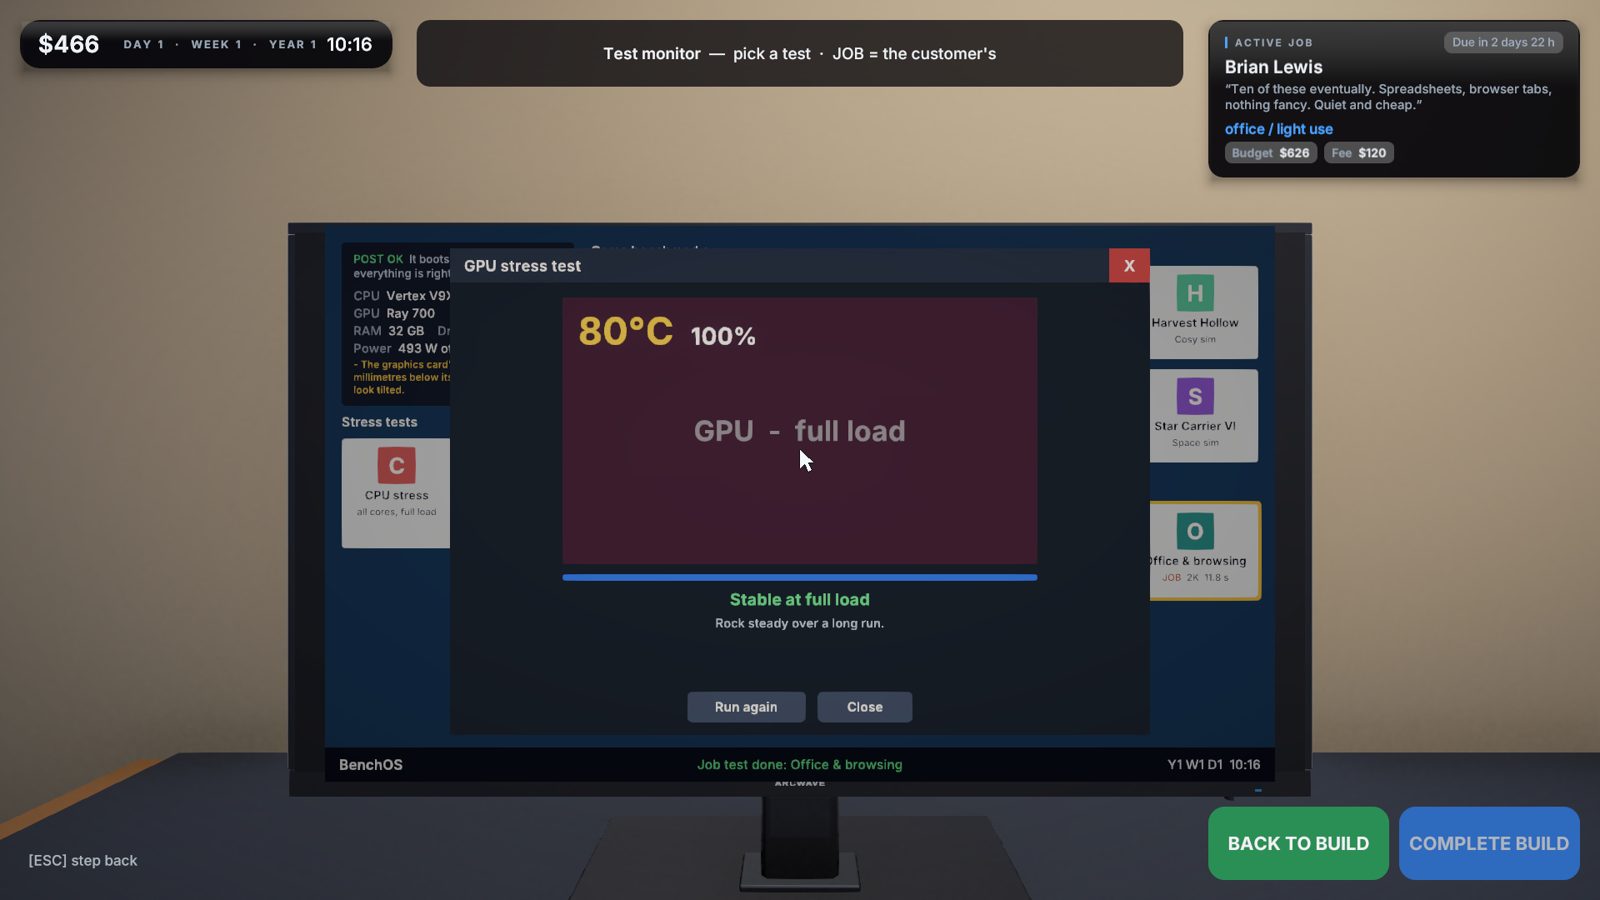 $466 DAY 1 · WEEK 1 · YEAR 1 10:16
Test monitor — pick a test · JOB = the customer's
ACTIVE JOB
Due in 2 days 22 h
Brian Lewis
“Ten of these eventually. Spreadsheets, browser tabs,
nothing fancy. Quiet and cheap.”
office / light use
Budget $626 Fee $120
POST OK It boots
everything is right
CPU Vertex V9X
GPU Ray 700
RAM 32 GB
Power 493 W
- The graphics card
millimetres below
look tilted.
Stress tests
C
CPU stress
all cores, full load
GPU stress test
X
80°C 100%
GPU - full load
Stable at full load
Rock steady over a long run.
Run again
Close
H
Harvest Hollow
Cosy sim
S
Star Carrier VI
Space sim
O
Office & browsing
JOB 2K 11.8 s
BenchOS
Job test done: Office & browsing
Y1 W1 D1 10:16
ARCWAVE
BACK TO BUILD
COMPLETE BUILD
[ESC] step back